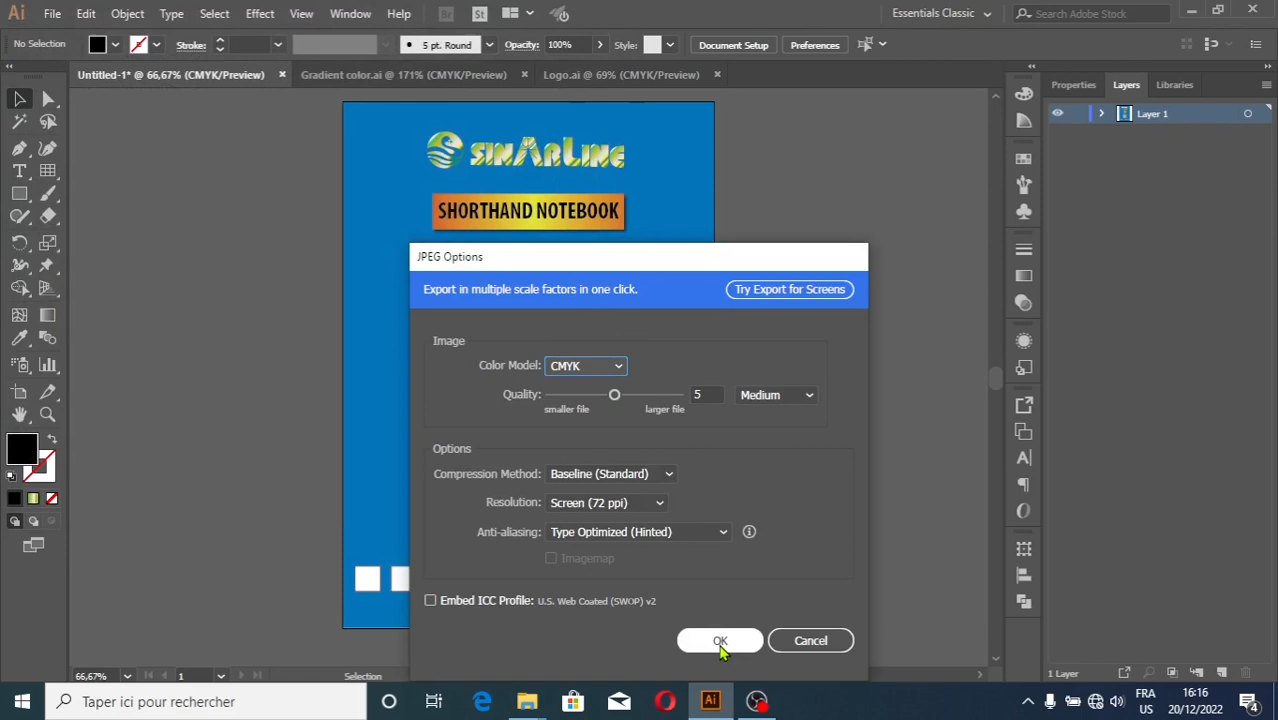 Ai File Edit Object Type Select Effect View Window Help Br St Essentials Classic Search Adobe Stock
No Selection Stroke: 5 pt. Round Opacity: 100% Style: Document Setup Preferences
Untitled-1* @ 66,67% (CMYK/Preview) Gradient color.ai @ 171% (CMYK/Preview) Logo.ai @ 69% (CMYK/Preview) Properties Layers Libraries
Layer 1
SINARLINE
SHORTHAND NOTEBOOK
JPEG Options
Export in multiple scale factors in one click. Try Export for Screens
Image
Color Model: CMYK
Quality: 5 Medium
smaller file larger file
Options
Compression Method: Baseline (Standard)
Resolution: Screen (72 ppi)
Anti-aliasing: Type Optimized (Hinted)
Imagemap
Embed ICC Profile: U.S. Web Coated (SWOP) v2
OK Cancel
66,67% 1 Selection 1 Layer
Taper ici pour rechercher Ai FRA 16:16
US 20/12/2022 4